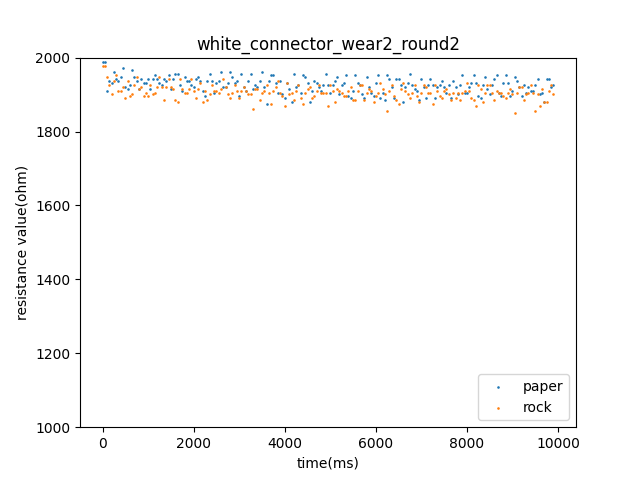 white_connector_wear2_round2
2000
1800
1600
1400
1200
1000
resistance value(ohm)
0 2000 4000 6000 8000 10000
time(ms)
paper
rock